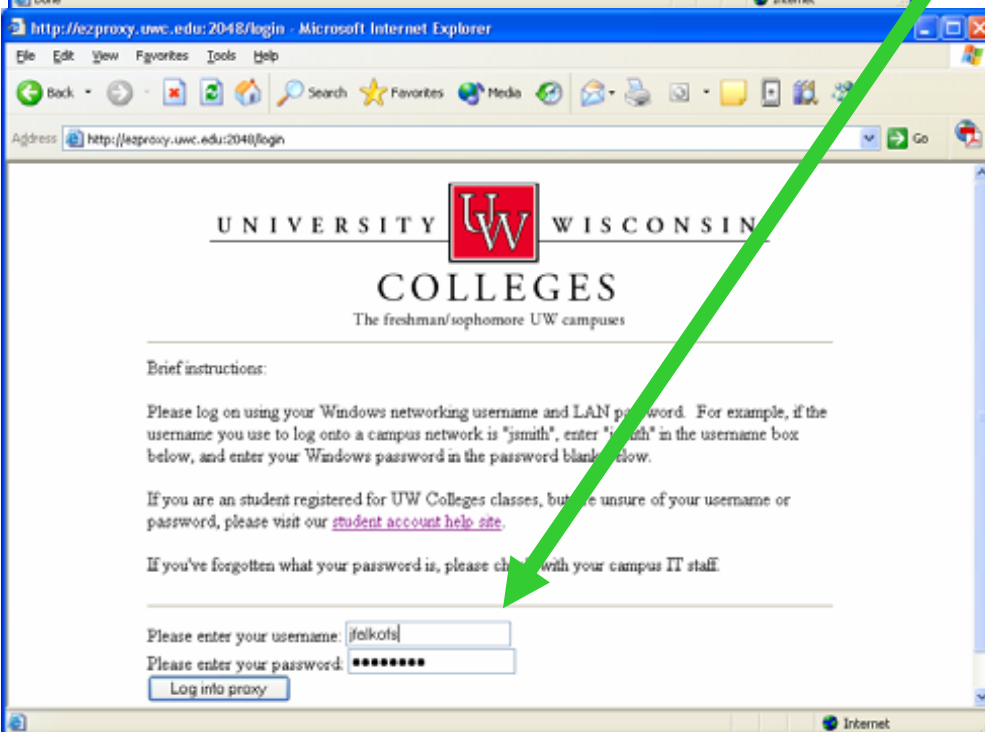 Done
Internet
http://ezproxy.uwc.edu:2048/login - Microsoft Internet Explorer
File Edit View Favorites Tools Help
Back Search Favorites Media
Address http://ezproxy.uwc.edu:2048/login Go
UNIVERSITY UW WISCONSIN
COLLEGES
The freshman/sophomore UW campuses
Brief instructions:
Please log on using your Windows networking username and LAN password. For example, if the
username you use to log onto a campus network is "jsmith", enter "jsmith" in the username box
below, and enter your Windows password in the password blank below.
If you are an student registered for UW Colleges classes, but are unsure of your username or
password, please visit our student account help site.
If you've forgotten what your password is, please check with your campus IT staff.
Please enter your username: jfalkofs
Please enter your password: ●●●●●●●●
Log into proxy
Internet